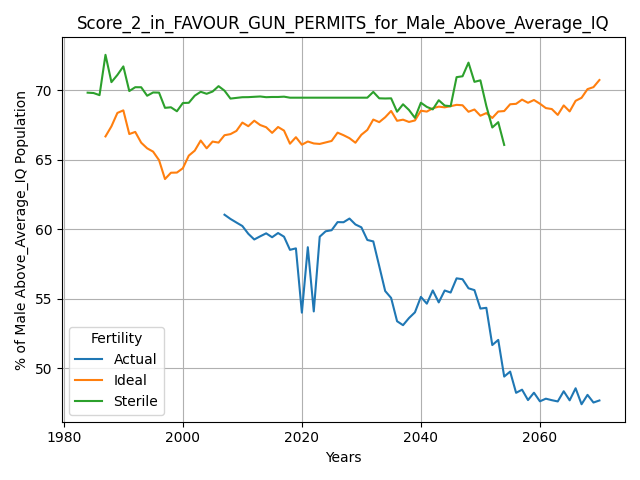 Score_2_in_FAVOUR_GUN_PERMITS_for_Male_Above_Average_IQ
% of Male Above_Average_IQ Population
70
65
60
55
50
Fertility
Actual
Ideal
Sterile
1980 2000 2020 2040 2060
Years